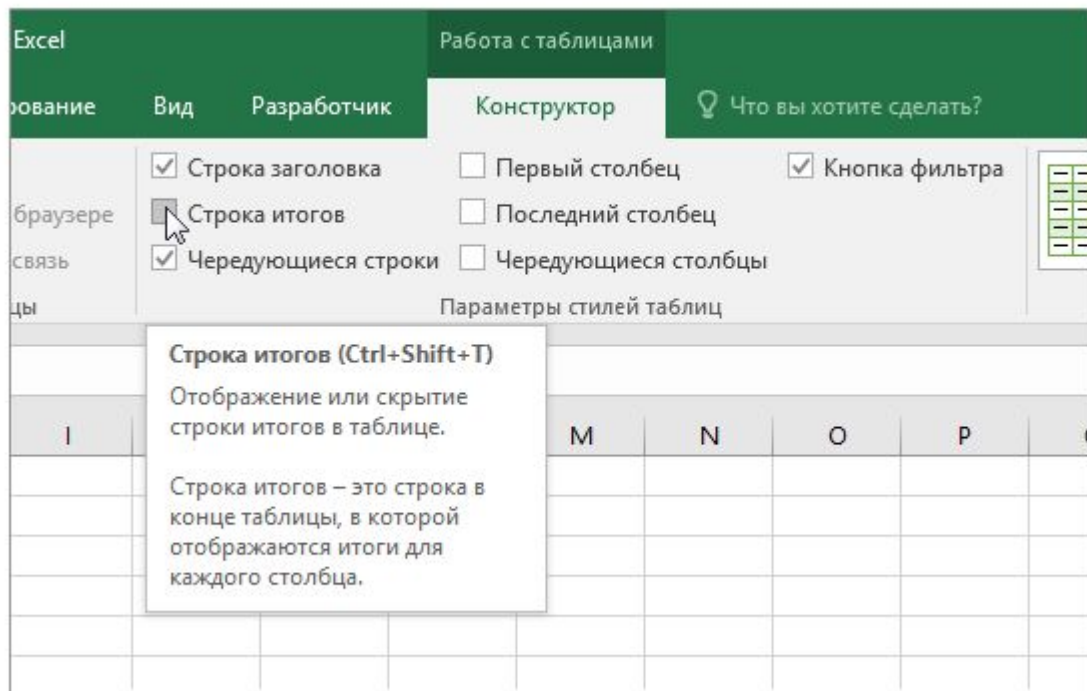 Excel
Работа с таблицами
рование Вид Разработчик Конструктор Что вы хотите сделать?
Строка заголовка Первый столбец Кнопка фильтра
браузере Строка итогов Последний столбец
связь Чередующиеся строки Чередующиеся столбцы
цы Параметры стилей таблиц
Строка итогов (Ctrl+Shift+T)
Отображение или скрытие
строки итогов в таблице.
Строка итогов – это строка в
конце таблицы, в которой
отображаются итоги для
каждого столбца.
I M N O P